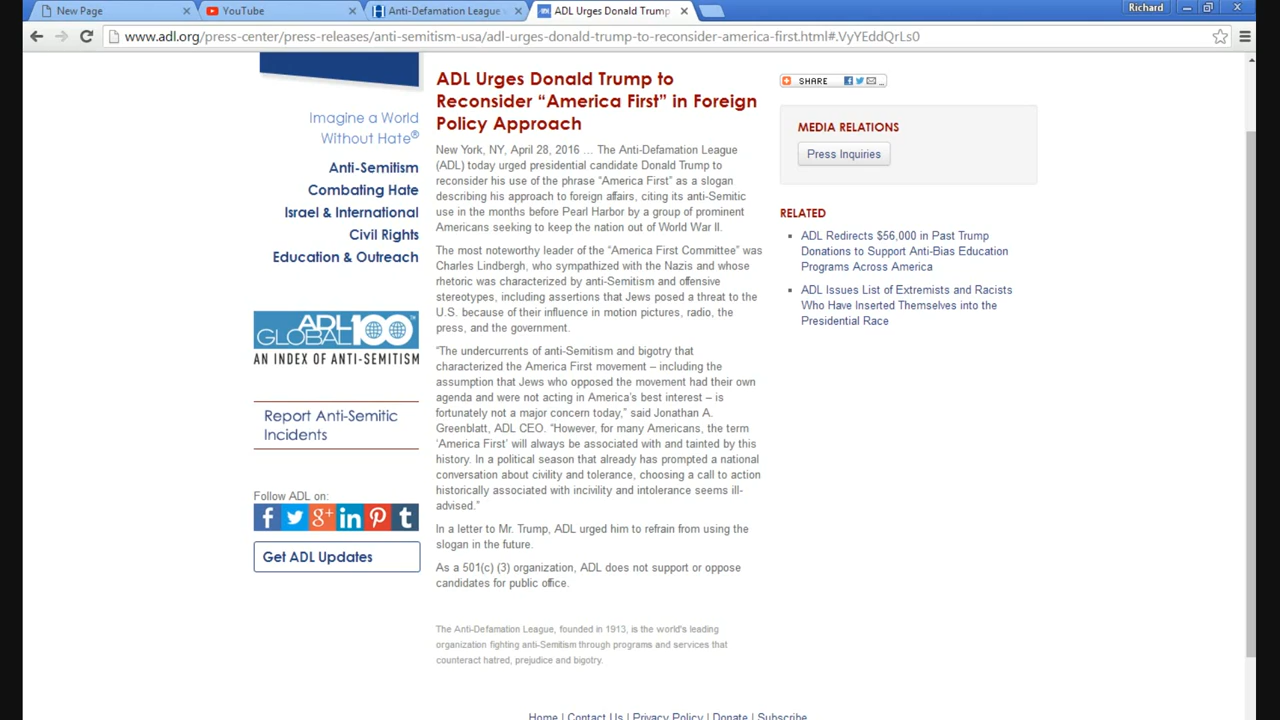 New Page
YouTube
Anti-Defamation League
ADL Urges Donald Trump
Richard
www.adl.org/press-center/press-releases/anti-semitism-usa/adl-urges-donald-trump-to-reconsider-america-first.html#.VyYEddQrLs0
Imagine a World
Without Hate®
Anti-Semitism
Combating Hate
Israel & International
Civil Rights
Education & Outreach
ADL
GLOBAL 100™
AN INDEX OF ANTI-SEMITISM
Report Anti-Semitic
Incidents
Follow ADL on:
Get ADL Updates
ADL Urges Donald Trump to
Reconsider “America First” in Foreign
Policy Approach
New York, NY, April 28, 2016 … The Anti-Defamation League
(ADL) today urged presidential candidate Donald Trump to
reconsider his use of the phrase “America First” as a slogan
describing his approach to foreign affairs, citing its anti-Semitic
use in the months before Pearl Harbor by a group of prominent
Americans seeking to keep the nation out of World War II.
The most noteworthy leader of the “America First Committee” was
Charles Lindbergh, who sympathized with the Nazis and whose
rhetoric was characterized by anti-Semitism and offensive
stereotypes, including assertions that Jews posed a threat to the
U.S. because of their influence in motion pictures, radio, the
press, and the government.
“The undercurrents of anti-Semitism and bigotry that
characterized the America First movement – including the
assumption that Jews who opposed the movement had their own
agenda and were not acting in America’s best interest – is
fortunately not a major concern today,” said Jonathan A.
Greenblatt, ADL CEO. “However, for many Americans, the term
‘America First’ will always be associated with and tainted by this
history. In a political season that already has prompted a national
conversation about civility and tolerance, choosing a call to action
historically associated with incivility and intolerance seems ill-
advised.”
In a letter to Mr. Trump, ADL urged him to refrain from using the
slogan in the future.
As a 501(c) (3) organization, ADL does not support or oppose
candidates for public office.
The Anti-Defamation League, founded in 1913, is the world's leading
organization fighting anti-Semitism through programs and services that
counteract hatred, prejudice and bigotry.
SHARE
MEDIA RELATIONS
Press Inquiries
RELATED
ADL Redirects $56,000 in Past Trump
Donations to Support Anti-Bias Education
Programs Across America
ADL Issues List of Extremists and Racists
Who Have Inserted Themselves into the
Presidential Race
Home | Contact Us | Privacy Policy | Donate | Subscribe